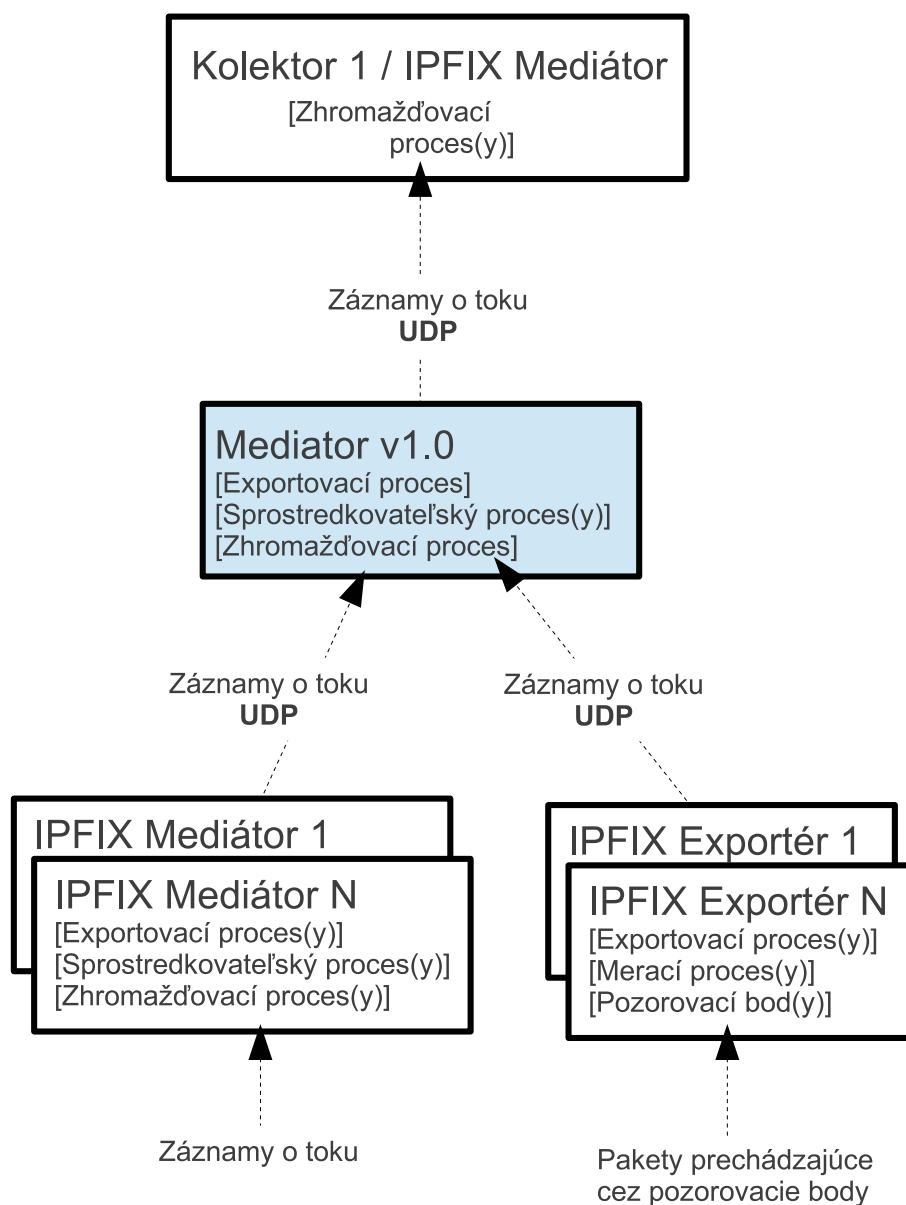 Kolektor 1 / IPFIX Mediátor
[Zhromažďovací
proces(y)]
Záznamy o toku
UDP
Mediator v1.0
[Exportovací proces]
[Sprostredkovateľský proces(y)]
[Zhromažďovací proces]
Záznamy o toku
UDP
Záznamy o toku
UDP
IPFIX Mediátor 1
IPFIX Mediátor N
[Exportovací proces(y)]
[Sprostredkovateľský proces(y)]
[Zhromažďovací proces(y)]
IPFIX Exportér 1
IPFIX Exportér N
[Exportovací proces(y)]
[Merací proces(y)]
[Pozorovací bod(y)]
Záznamy o toku
Pakety prechádzajúce
cez pozorovacie body